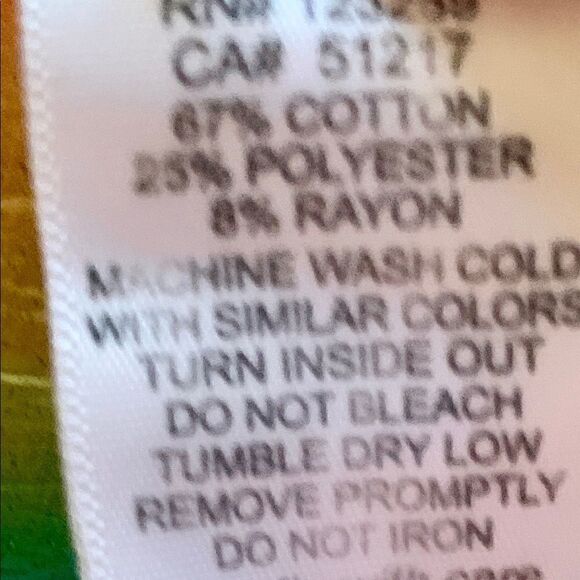 RN#
CA# 51217
67% COTTON
25% POLYESTER
8% RAYON
MACHINE WASH COLD
WITH SIMILAR COLORS
TURN INSIDE OUT
DO NOT BLEACH
TUMBLE DRY LOW
REMOVE PROMPTLY
DO NOT IRON